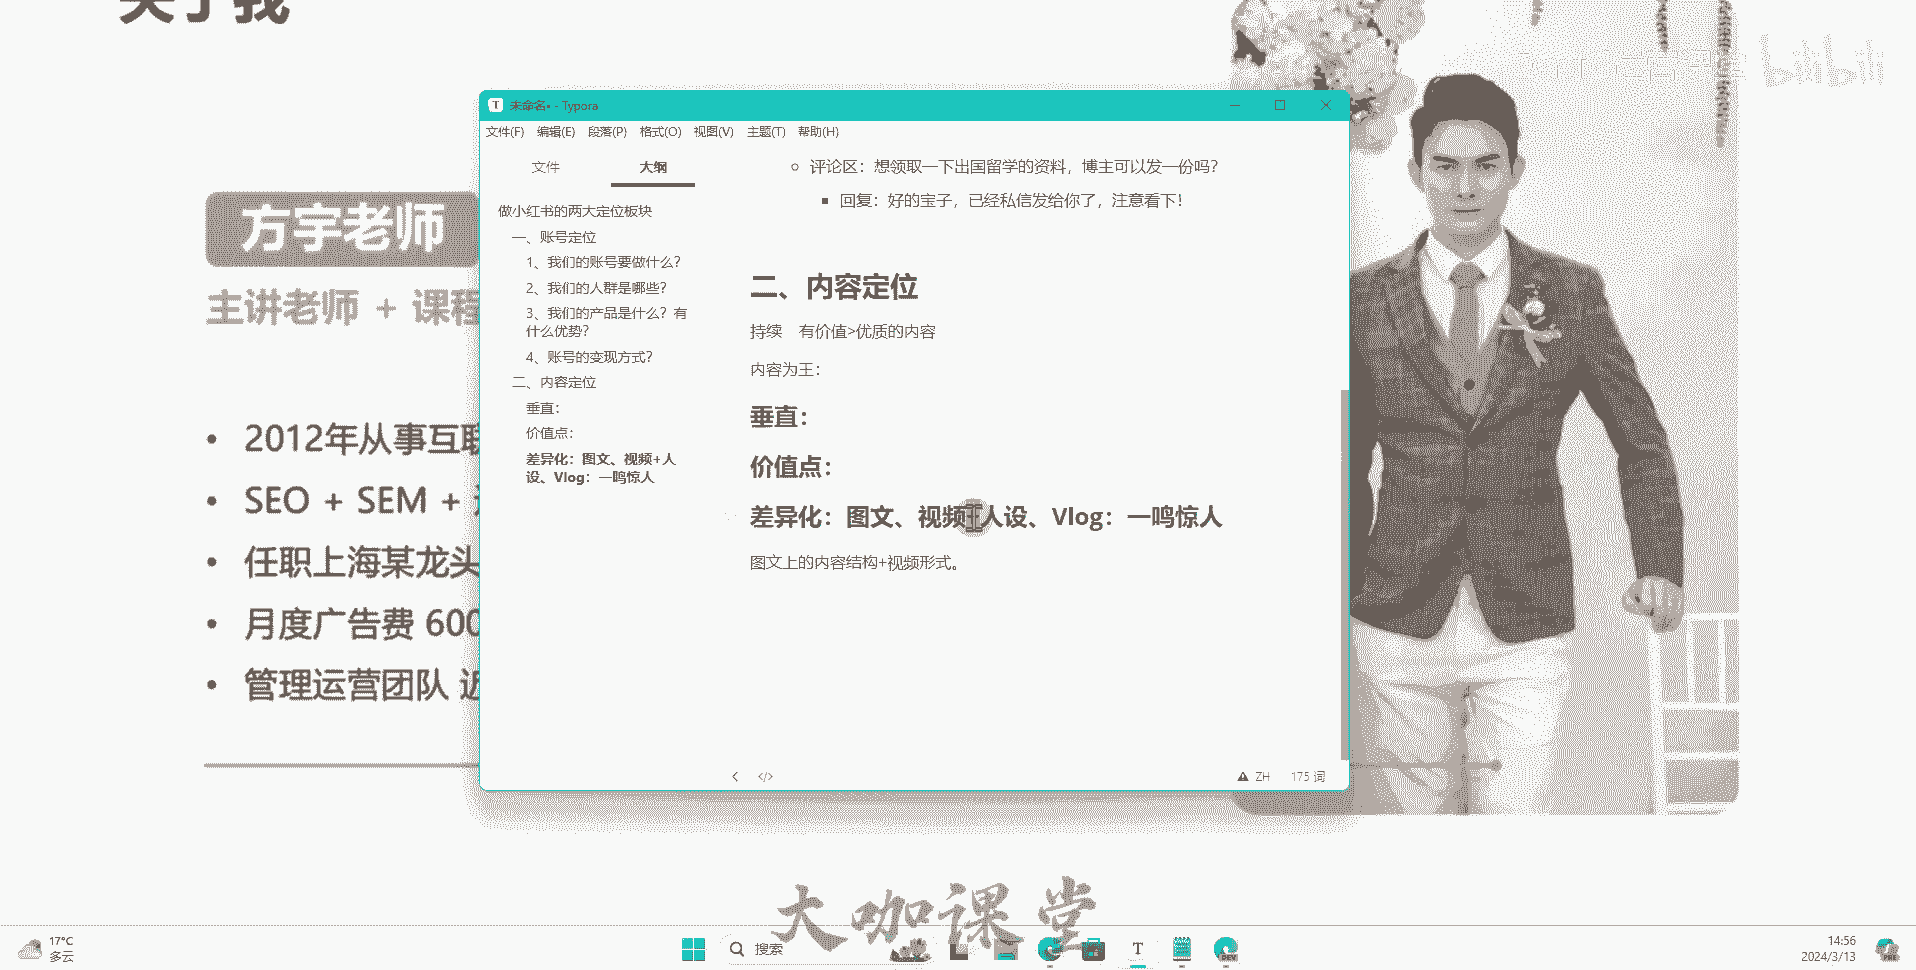 关于我
bilibili
方宇老师
主讲老师 + 课程
2012年从事互联
SEO + SEM +
任职上海某龙头
月度广告费 600
管理运营团队 近
未命名• - Typora
文件(F) 编辑(E) 段落(P) 格式(O) 视图(V) 主题(T) 帮助(H)
文件 大纲
做小红书的两大定位板块
一、账号定位
1、我们的账号要做什么？
2、我们的人群是哪些？
3、我们的产品是什么？有
什么优势？
4、账号的变现方式？
二、内容定位
垂直：
价值点：
差异化：图文、视频+人
设、Vlog：一鸣惊人
评论区：想领取一下出国留学的资料，博主可以发一份吗？
回复：好的宝子，已经私信发给你了，注意看下！
二、内容定位
持续 有价值>优质的内容
内容为王：
垂直：
价值点：
差异化：图文、视频+人设、Vlog：一鸣惊人
图文上的内容结构+视频形式。
ZH 175 词
大咖课堂
17°C
多云
搜索
14:56
2024/3/13